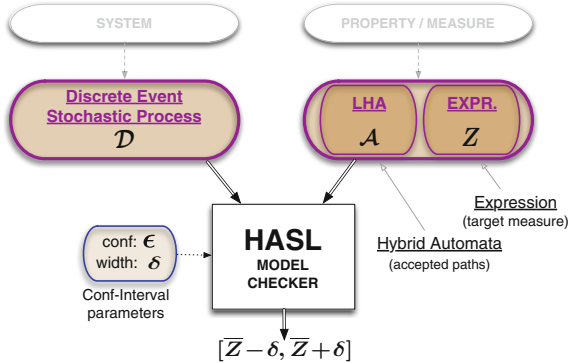 SYSTEM
PROPERTY / MEASURE
Discrete Event
Stochastic Process
𝒟
LHA
𝒜
EXPR.
Z
Expression
(target measure)
Hybrid Automata
(accepted paths)
conf: ϵ
width: δ
Conf-Interval
parameters
HASL
MODEL
CHECKER
[Z̅ − δ, Z̅ + δ]